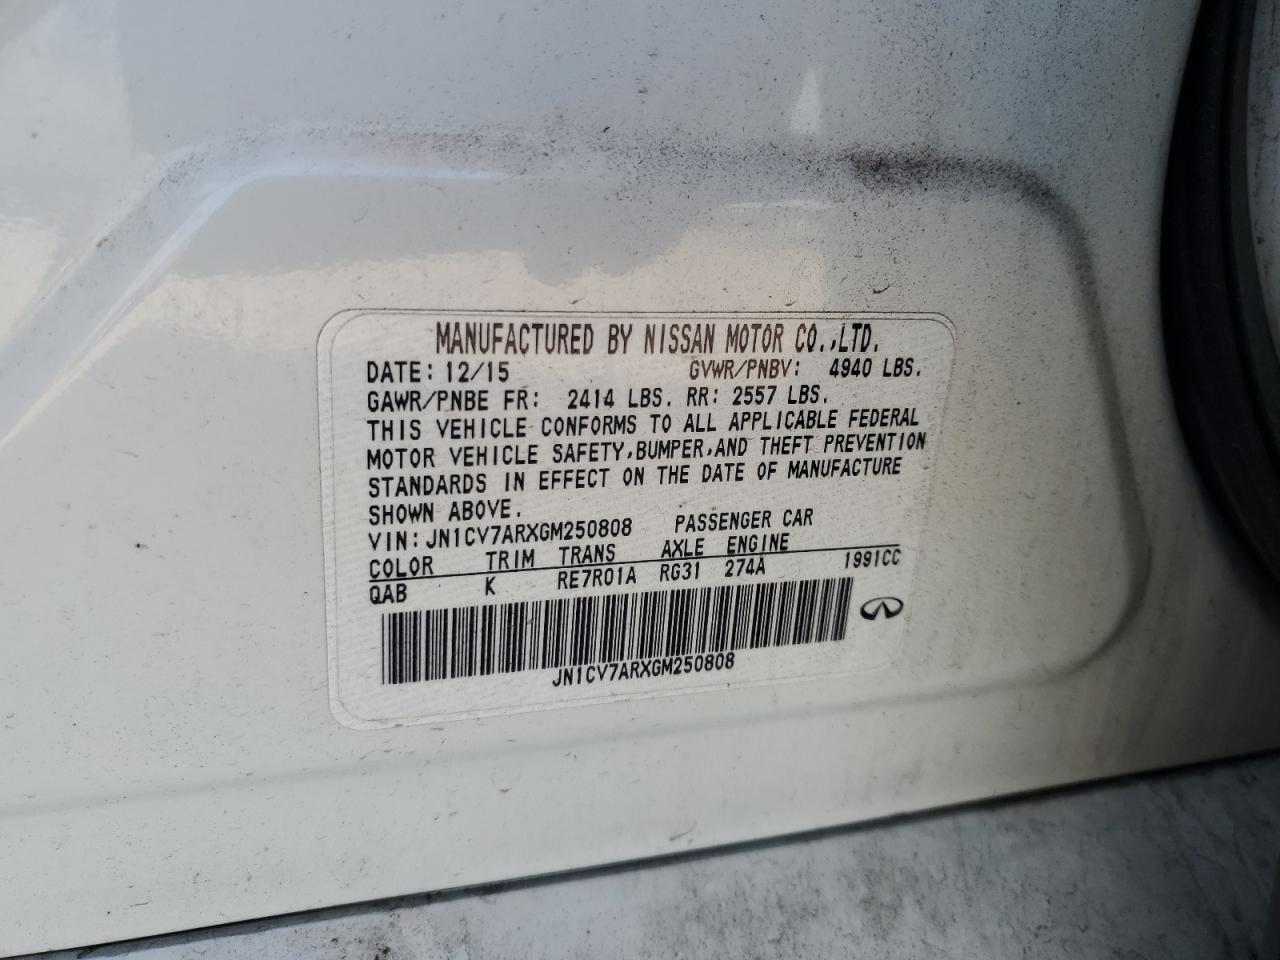 MANUFACTURED BY NISSAN MOTOR CO.,LTD.
DATE: 12/15 GVWR/PNBV: 4940 LBS.
GAWR/PNBE FR: 2414 LBS. RR: 2557 LBS.
THIS VEHICLE CONFORMS TO ALL APPLICABLE FEDERAL
MOTOR VEHICLE SAFETY,BUMPER,AND THEFT PREVENTION
STANDARDS IN EFFECT ON THE DATE OF MANUFACTURE
SHOWN ABOVE.
VIN:JN1CV7ARXGM250808 PASSENGER CAR
COLOR TRIM TRANS AXLE ENGINE
QAB K RE7R01A RG31 274A 1991CC
JN1CV7ARXGM250808